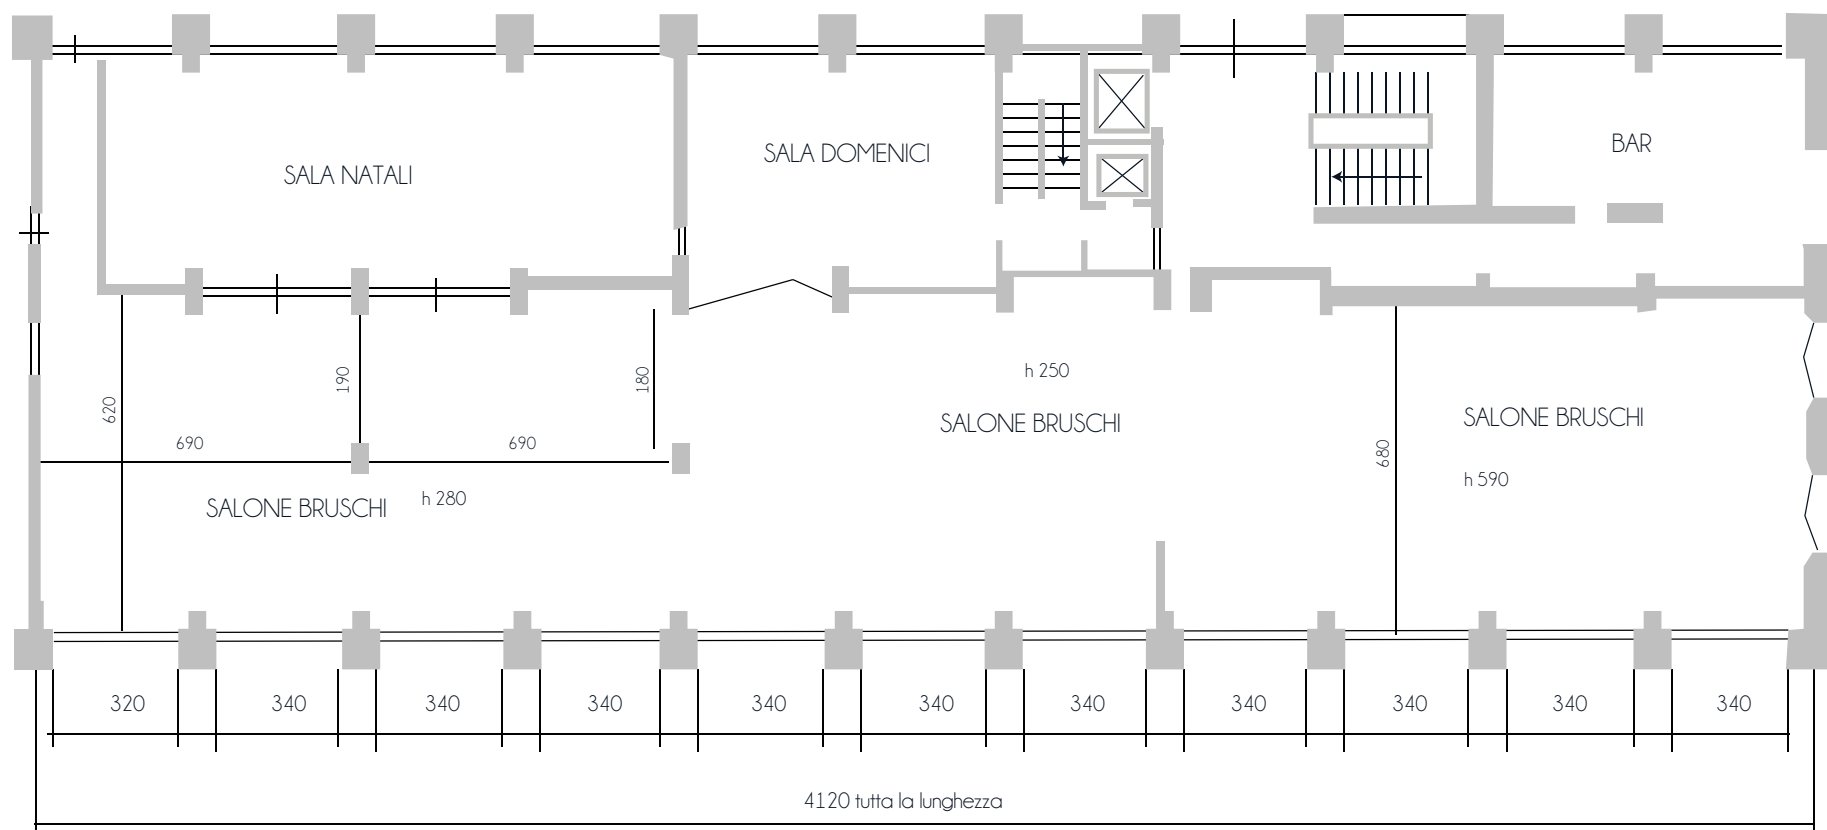 SALA NATALI
SALA DOMENICI
BAR
620
190
180
690
690
SALONE BRUSCHI
h 280
h 250
SALONE BRUSCHI
680
SALONE BRUSCHI
h 590
320
340
340
340
340
340
340
340
340
340
340
4120 tutta la lunghezza